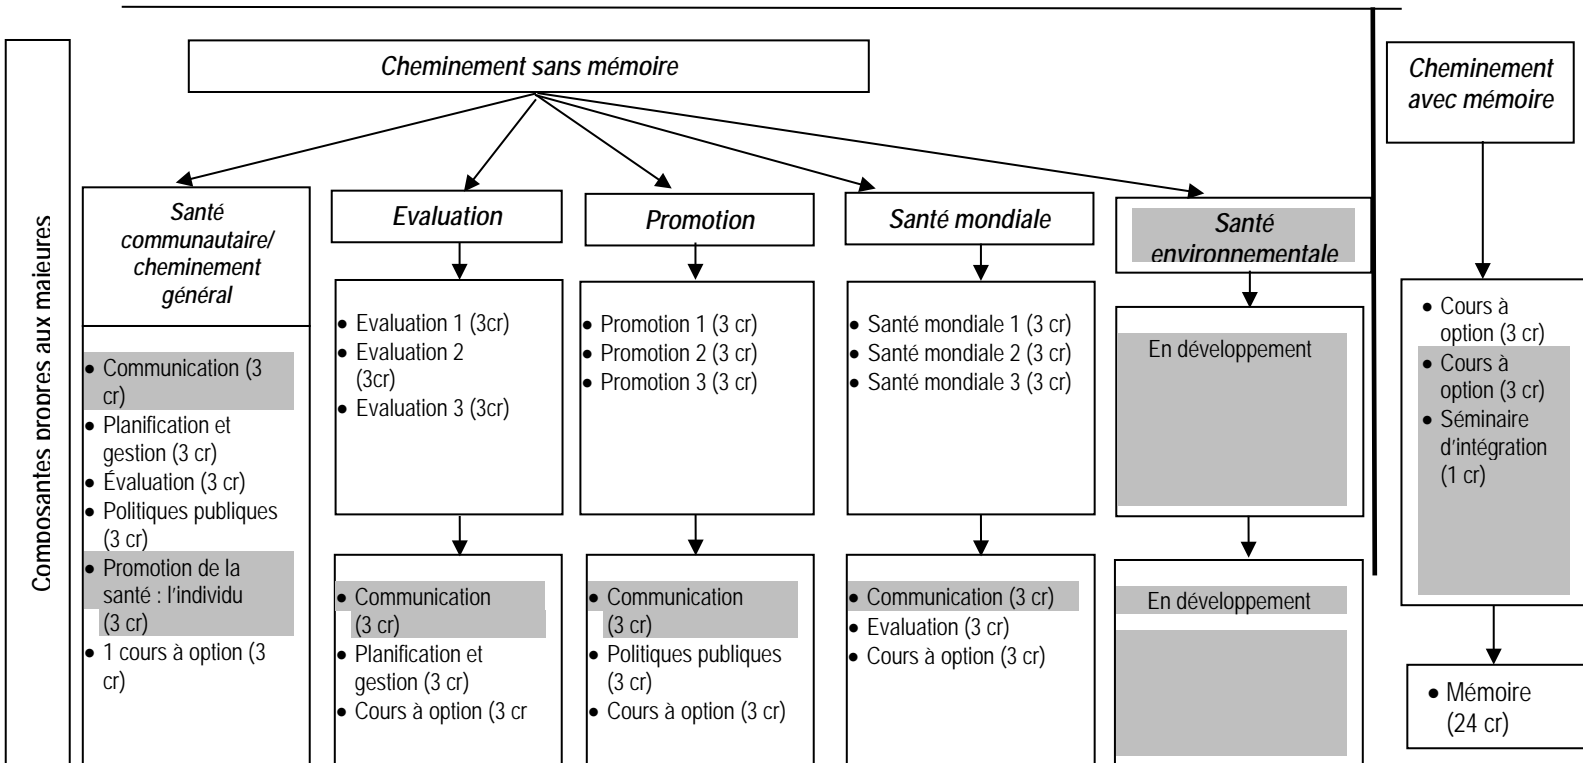 Cheminement sans mémoire
Cheminement
avec mémoire
Composantes propres aux majeures
Santé
communautaire/
cheminement
général
• Communication (3
cr)
• Planification et
gestion (3 cr)
• Évaluation (3 cr)
• Politiques publiques
(3 cr)
• Promotion de la
santé : l'individu
(3 cr)
• 1 cours à option (3
cr)
Evaluation
• Evaluation 1 (3cr)
• Evaluation 2
(3cr)
• Evaluation 3 (3cr)
• Communication
(3 cr)
• Planification et
gestion (3 cr)
• Cours à option (3 cr
Promotion
• Promotion 1 (3 cr)
• Promotion 2 (3 cr)
• Promotion 3 (3 cr)
• Communication
(3 cr)
• Politiques publiques
(3 cr)
• Cours à option (3 cr)
Santé mondiale
• Santé mondiale 1 (3 cr)
• Santé mondiale 2 (3 cr)
• Santé mondiale 3 (3 cr)
• Communication (3 cr)
• Evaluation (3 cr)
• Cours à option (3 cr)
Santé
environnementale
En développement
En développement
• Cours à
option (3 cr)
• Cours à
option (3 cr)
• Séminaire
d'intégration
(1 cr)
• Mémoire
(24 cr)